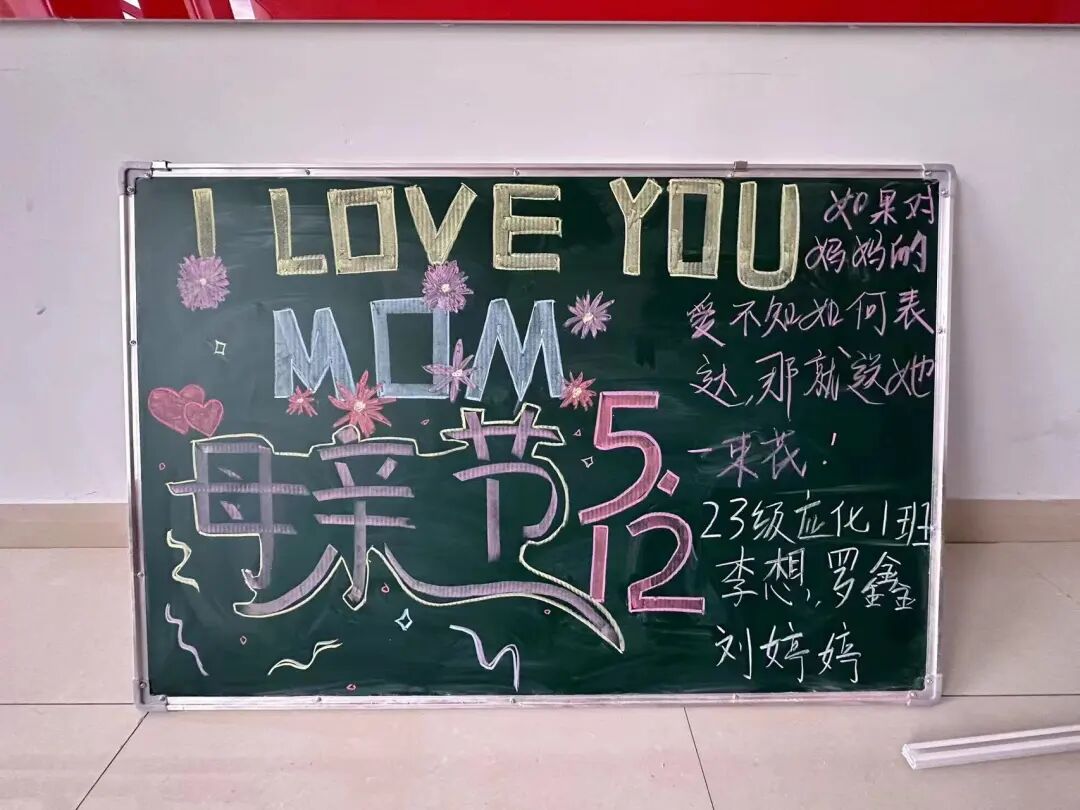 I LOVE YOU
MOM
母亲节
5.
12
如果对
妈妈的
爱不知如何表
达,那就送她
一束花!
23级应化1班
李想,罗鑫
刘婷婷